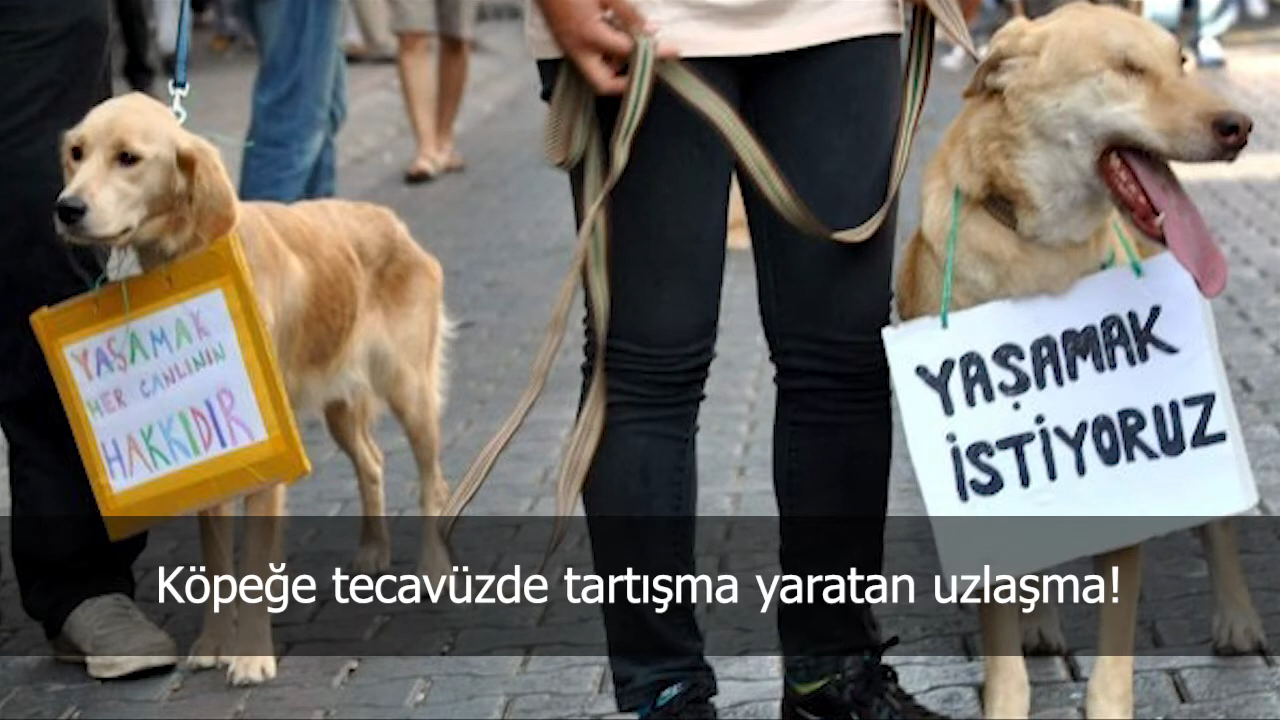 YAŞAMAK
HER CANLININ
HAKKIDIR
YAŞAMAK
İSTİYORUZ
Köpeğe tecavüzde tartışma yaratan uzlaşma!